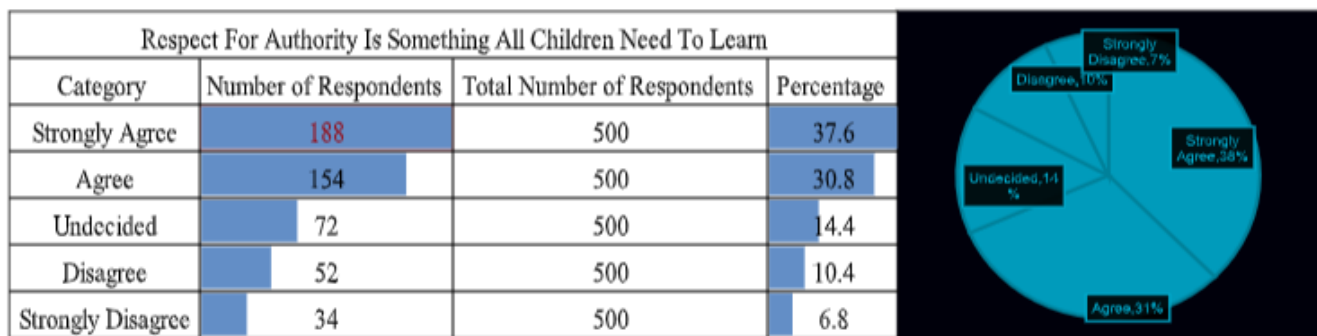 Respect For Authority Is Something All Children Need To Learn
Category Number of Respondents Total Number of Respondents Percentage
Strongly Agree 188 500 37.6
Agree 154 500 30.8
Undecided 72 500 14.4
Disagree 52 500 10.4
Strongly Disagree 34 500 6.8
Strongly
Disagree,7%
Disagree,10%
Strongly
Agree,38%
Undecided,14
%
Agree,31%